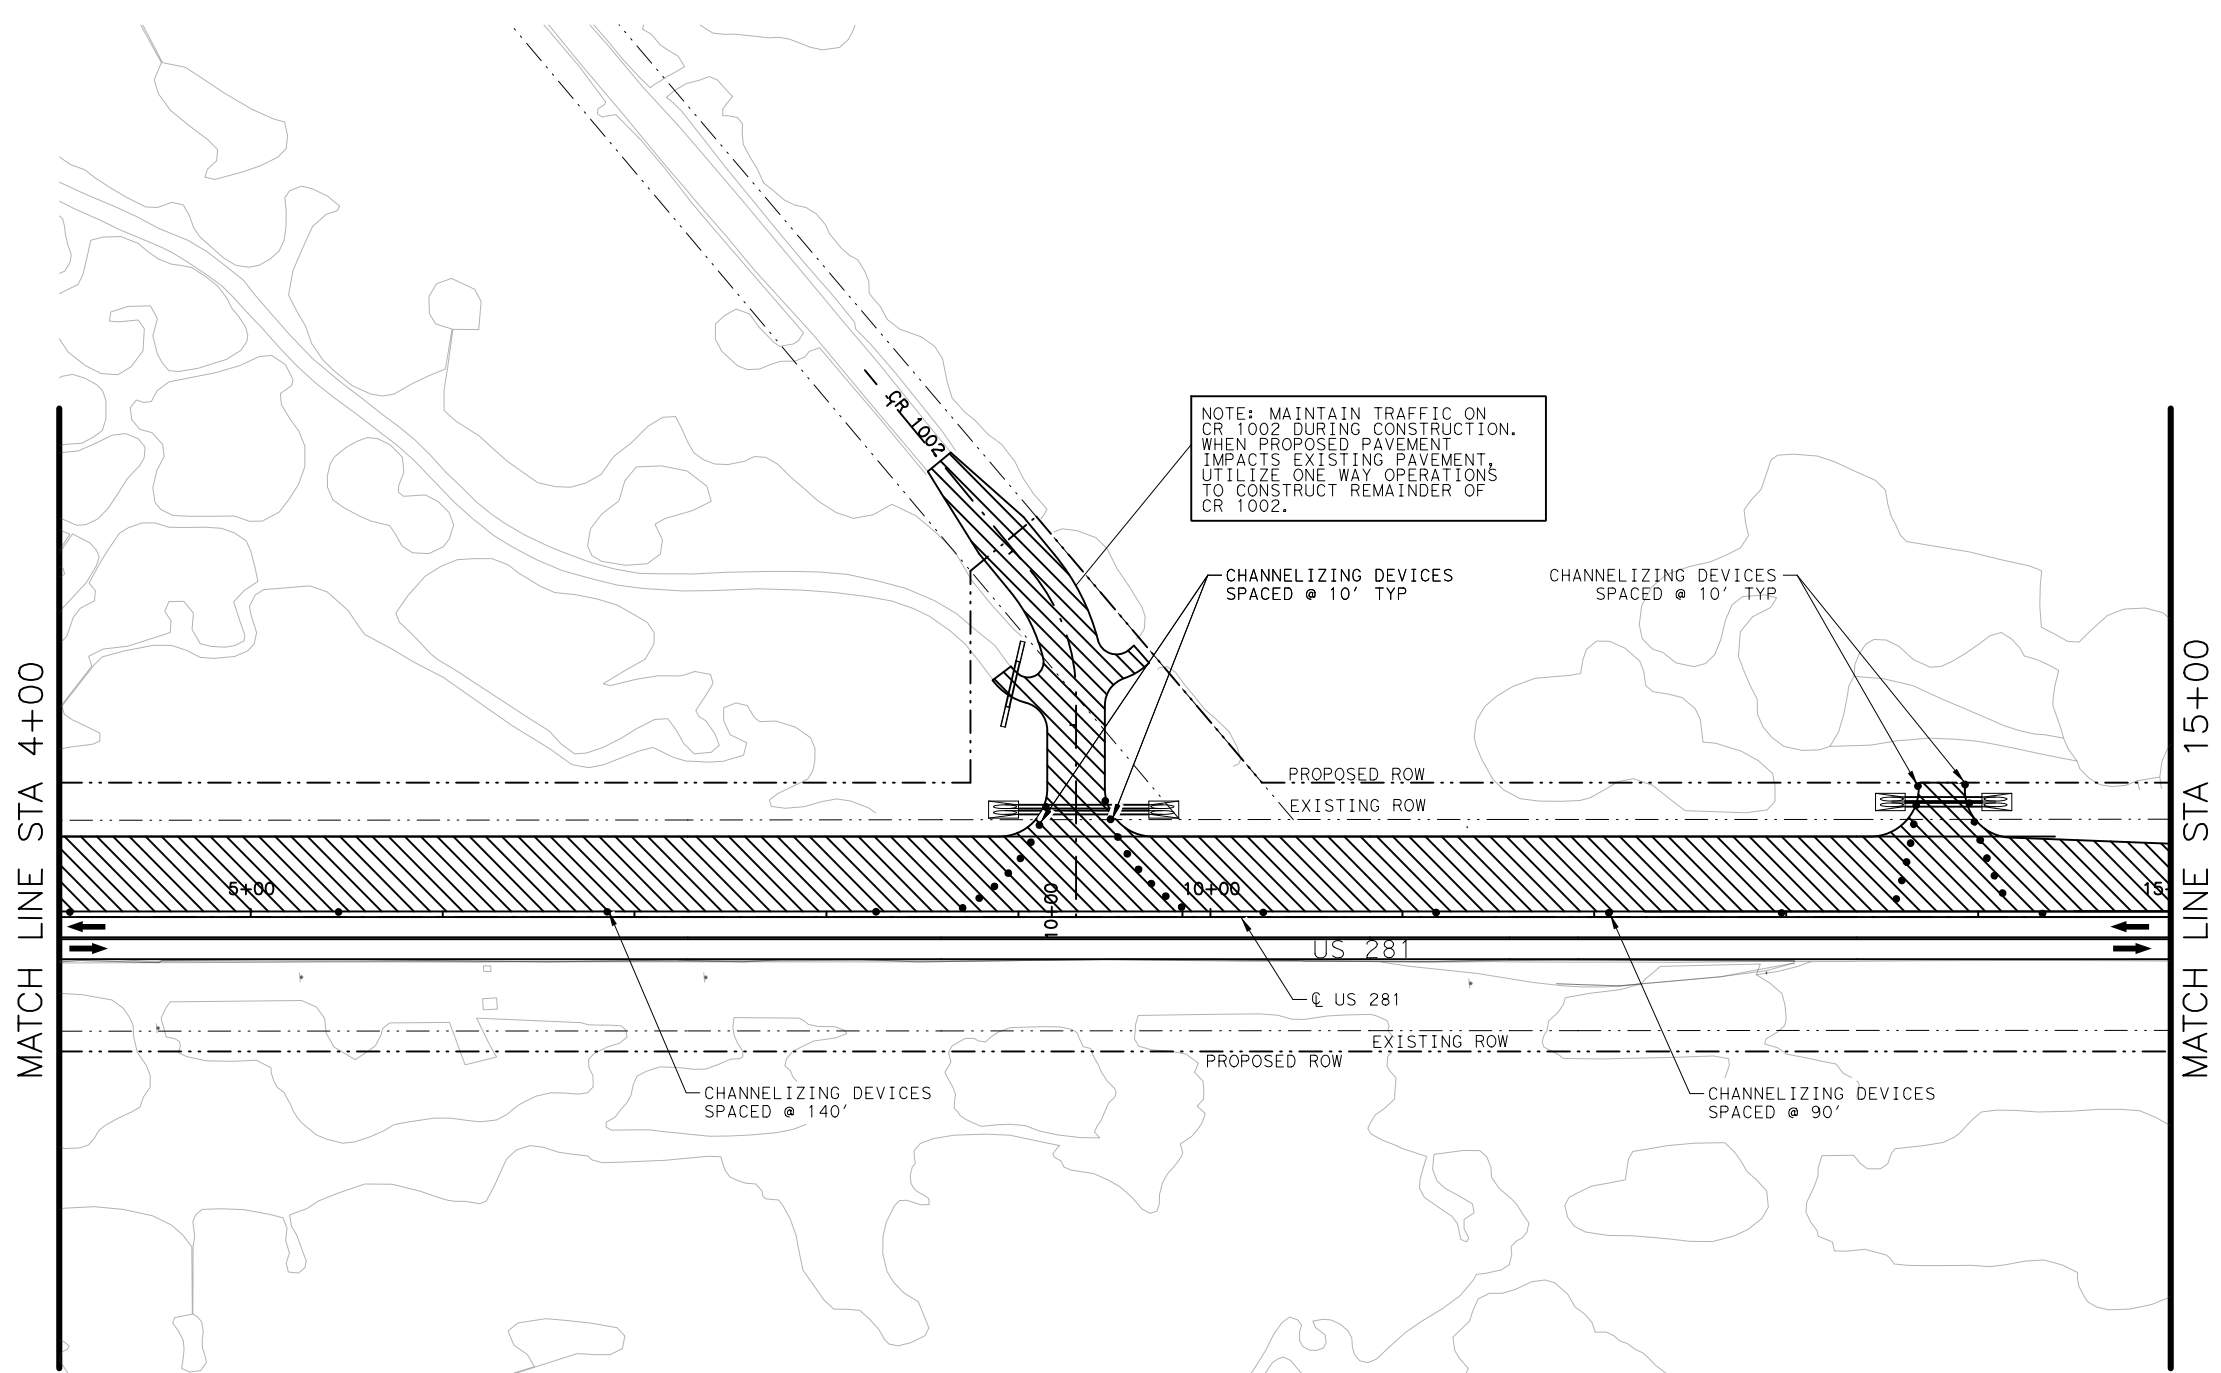 CR 1002
NOTE: MAINTAIN TRAFFIC ON
CR 1002 DURING CONSTRUCTION.
WHEN PROPOSED PAVEMENT
IMPACTS EXISTING PAVEMENT,
UTILIZE ONE WAY OPERATIONS
TO CONSTRUCT REMAINDER OF
CR 1002.
CHANNELIZING DEVICES
SPACED @ 10' TYP
CHANNELIZING DEVICES
SPACED @ 10' TYP
MATCH LINE STA 4+00
MATCH LINE STA 15+00
PROPOSED ROW
EXISTING ROW
5+00
10+00
10+00
15+
US 281
℄ US 281
EXISTING ROW
PROPOSED ROW
CHANNELIZING DEVICES
SPACED @ 140'
CHANNELIZING DEVICES
SPACED @ 90'